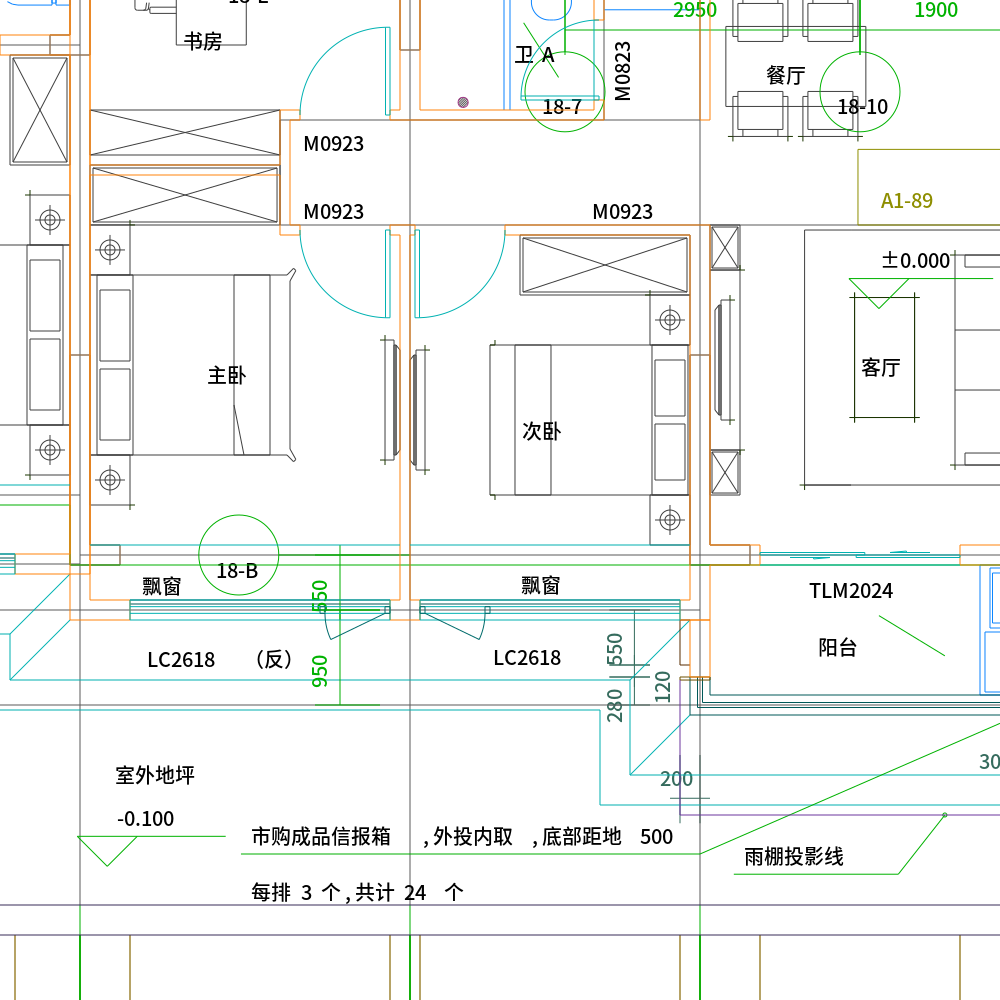 2950
1900
书房
卫 A
M0823
餐厅
18-7
18-10
M0923
M0923
M0923
A1-89
±0.000
主卧
次卧
客厅
18-B
飘窗
550
飘窗
TLM2024
LC2618 （反）
950
LC2618
550
阳台
280
120
200
30
室外地坪
-0.100
市购成品信报箱 ,外投内取 ,底部距地 500
雨棚投影线
每排 3 个,共计 24 个